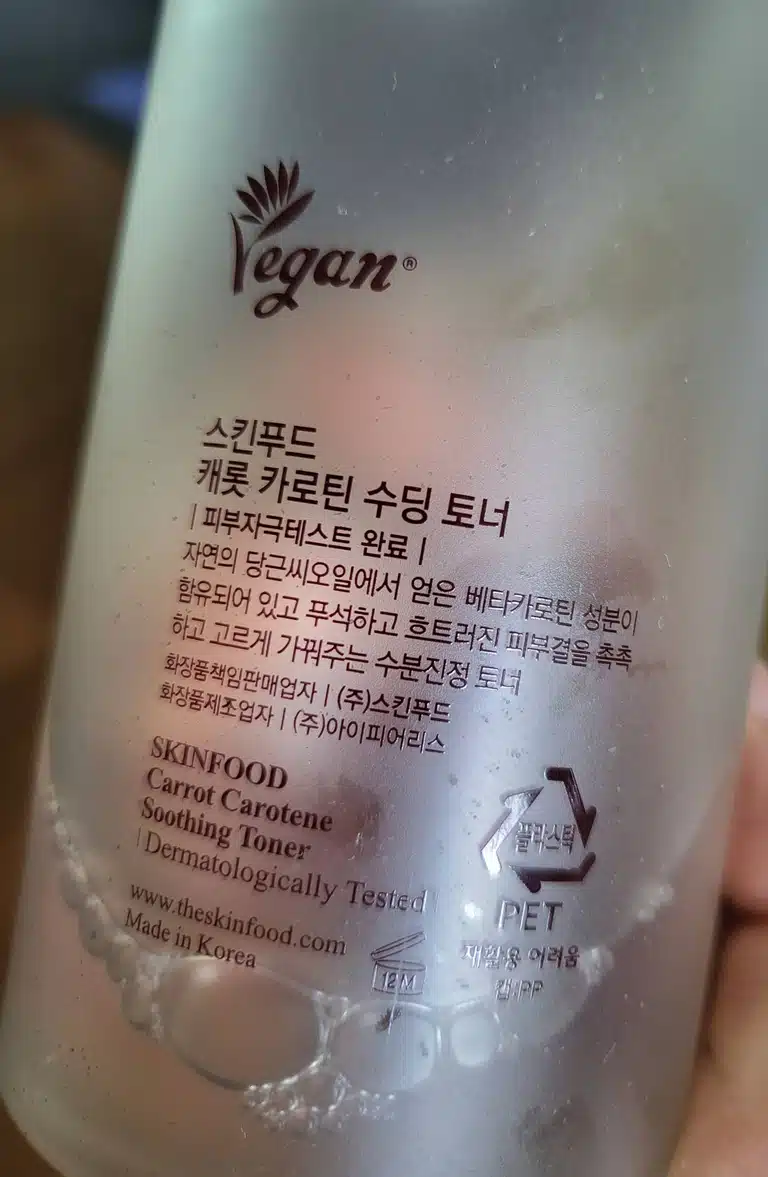 Vegan®
스킨푸드
캐롯 카로틴 수딩 토너
| 피부자극테스트 완료 |
자연의 당근씨오일에서 얻은 베타카로틴 성분이
함유되어 있고 푸석하고 흐트러진 피부결을 촉촉
하고 고르게 가꿔주는 수분진정 토너
화장품책임판매업자 | (주)스킨푸드
화장품제조업자 | (주)아이피어리스
SKINFOOD
Carrot Carotene
Soothing Toner
| Dermatologically Tested |
www.theskinfood.com
Made in Korea
12M
플라스틱
PET
재활용 어려움
캡:PP